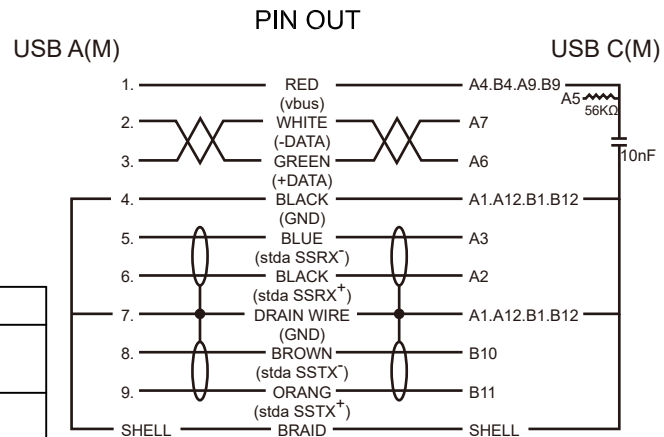 PIN OUT
USB A(M) USB C(M)
1. RED A4.B4.A9.B9
(vbus) A5 56KΩ
2. WHITE A7
(-DATA) 10nF
3. GREEN A6
(+DATA)
4. BLACK A1.A12.B1.B12
(GND)
5. BLUE A3
(stda SSRX-)
6. BLACK A2
(stda SSRX+)
7. DRAIN WIRE A1.A12.B1.B12
(GND)
8. BROWN B10
(stda SSTX-)
9. ORANG B11
(stda SSTX+)
SHELL BRAID SHELL